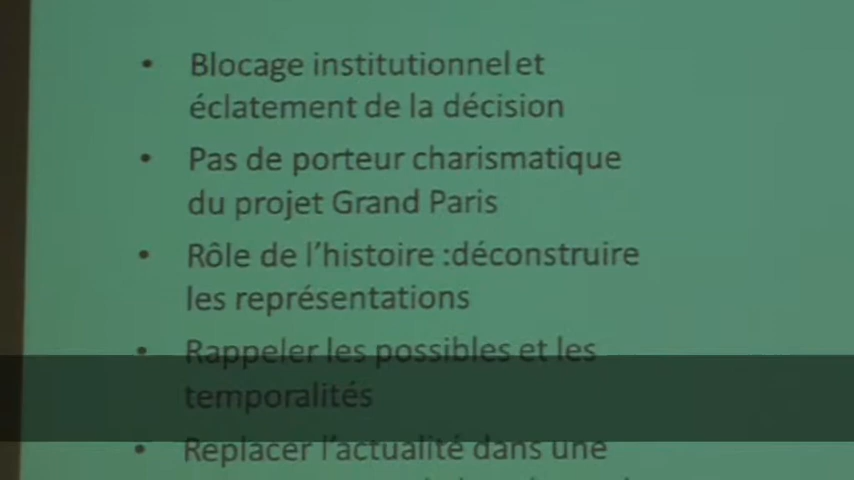 • Blocage institutionnel et
éclatement de la décision
• Pas de porteur charismatique
du projet Grand Paris
• Rôle de l'histoire :déconstruire
les représentations
• Rappeler les possibles et les
temporalités
• Replacer l'actualité dans une